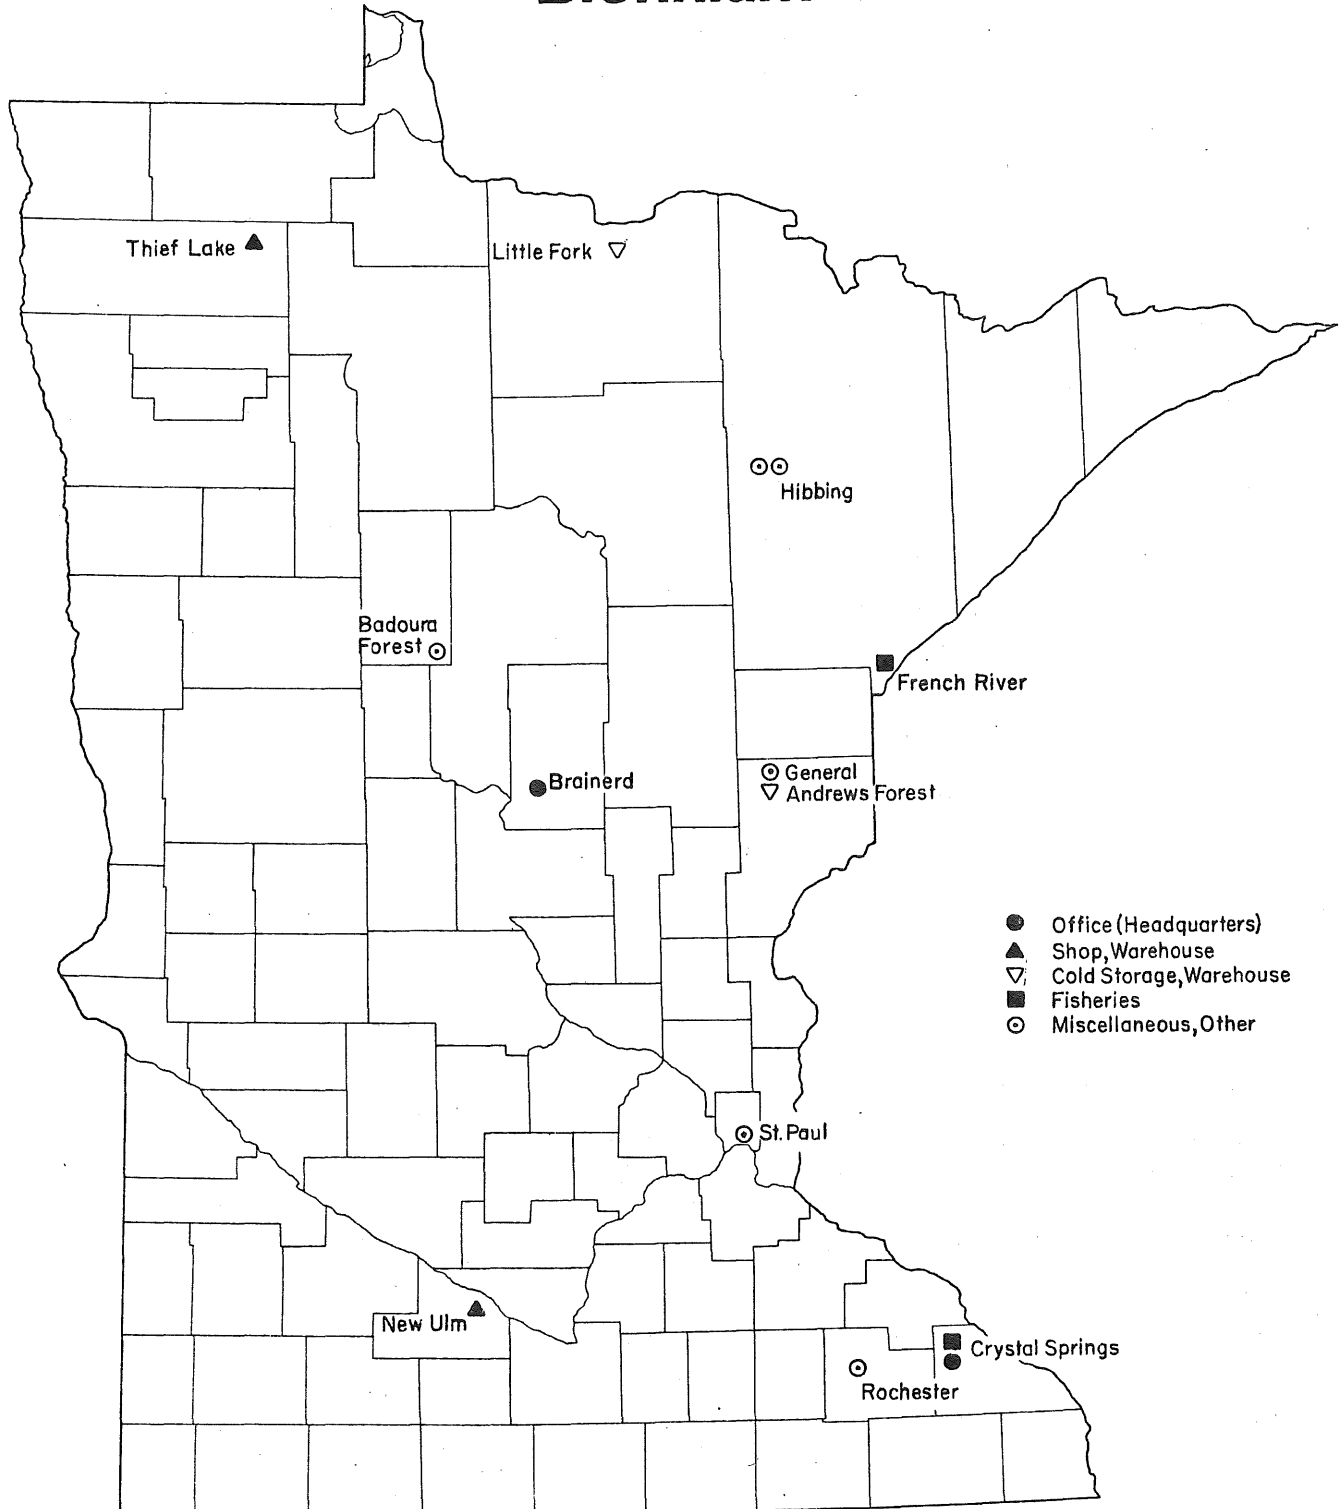 Thief Lake
Little Fork
Hibbing
Badoura
Forest
French River
Brainerd
General
Andrews Forest
Office (Headquarters)
Shop, Warehouse
Cold Storage, Warehouse
Fisheries
Miscellaneous, Other
St. Paul
New Ulm
Crystal Springs
Rochester